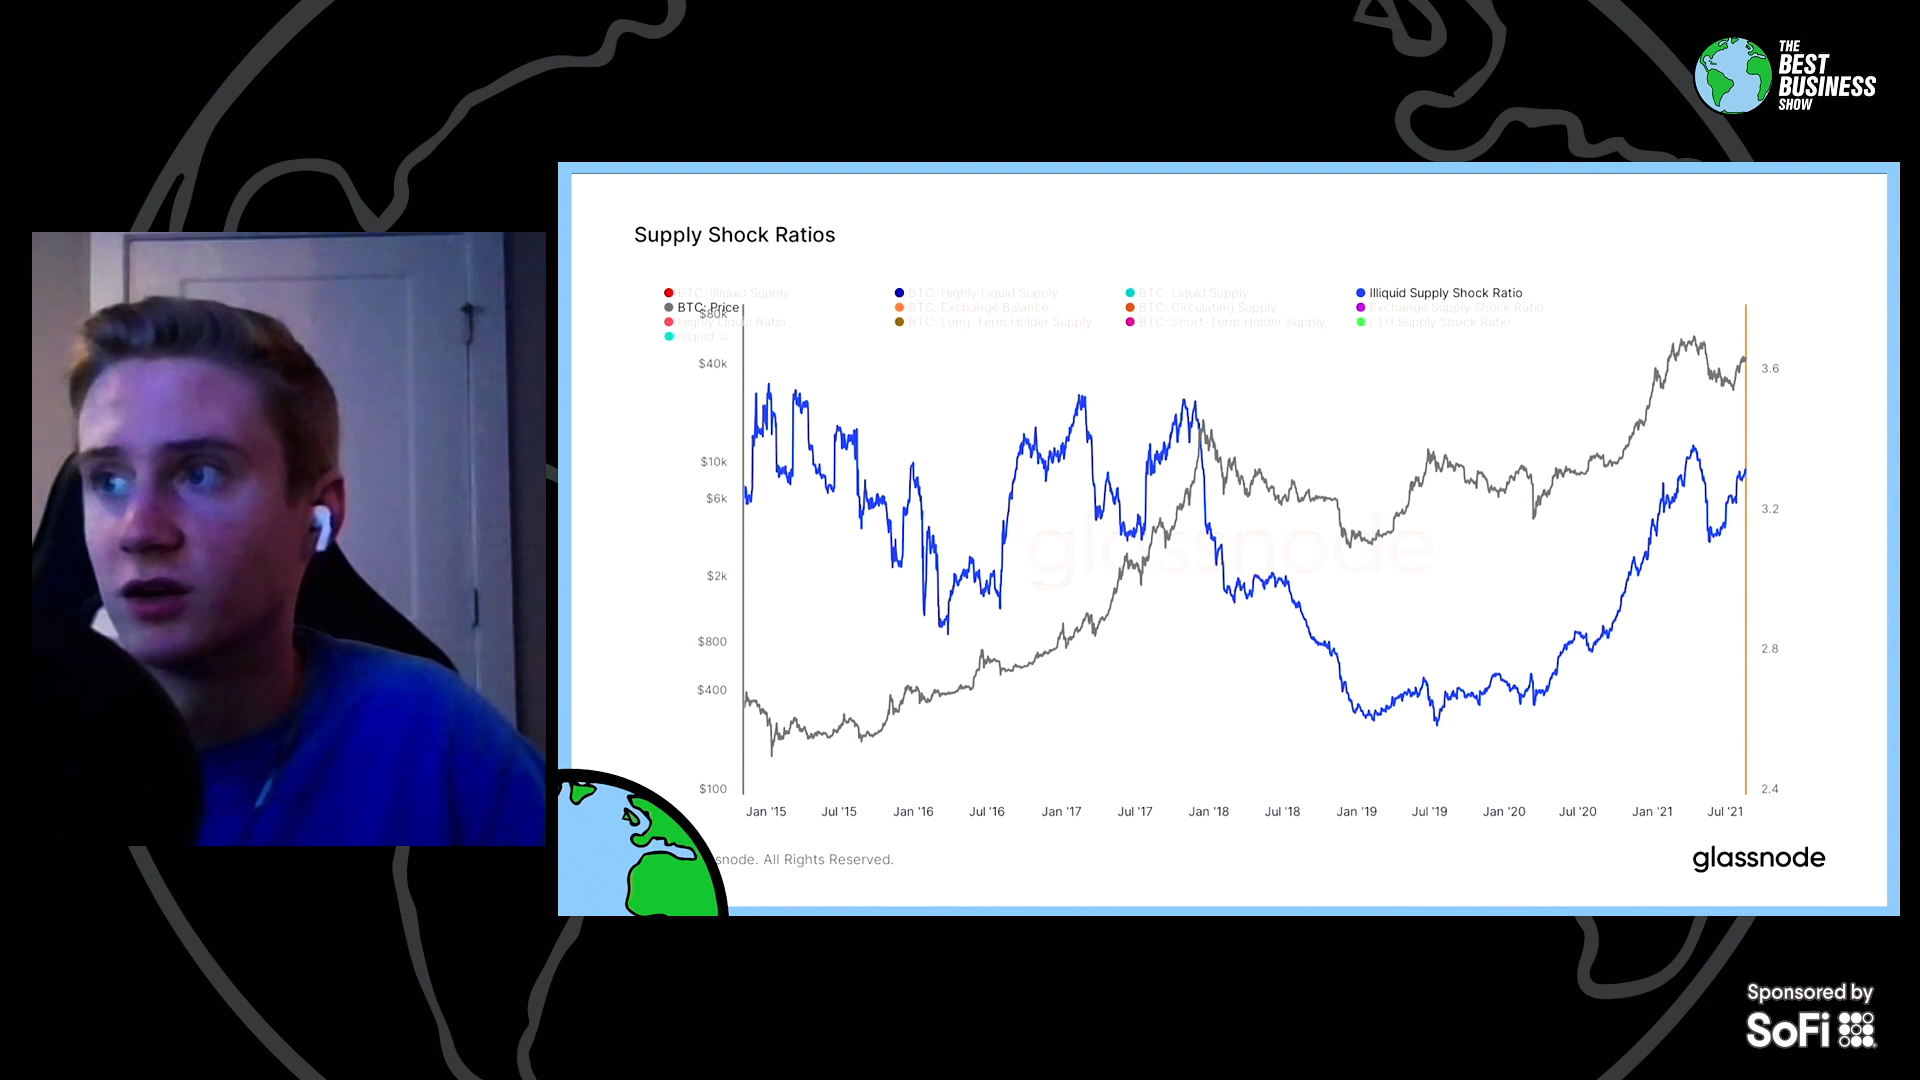 THE
BEST
BUSINESS
SHOW
Supply Shock Ratios
BTC: Illiquid Supply
BTC: Highly Liquid Supply
BTC: Liquid Supply
Illiquid Supply Shock Ratio
BTC: Price
BTC: Exchange Balance
BTC: Circulating Supply
Exchange Supply Shock Ratio
Highly Liquid Ratio
BTC: Long-Term Holder Supply
BTC: Short-Term Holder Supply
LTH Supply Shock Ratio
Illiquid %
$80k
$40k
$10k
$6k
$2k
$800
$400
$100
3.6
3.2
2.8
2.4
glassnode
Jan '15 Jul '15 Jan '16 Jul '16 Jan '17 Jul '17 Jan '18 Jul '18 Jan '19 Jul '19 Jan '20 Jul '20 Jan '21 Jul '21
snode. All Rights Reserved.
glassnode
Sponsored by
SoFi